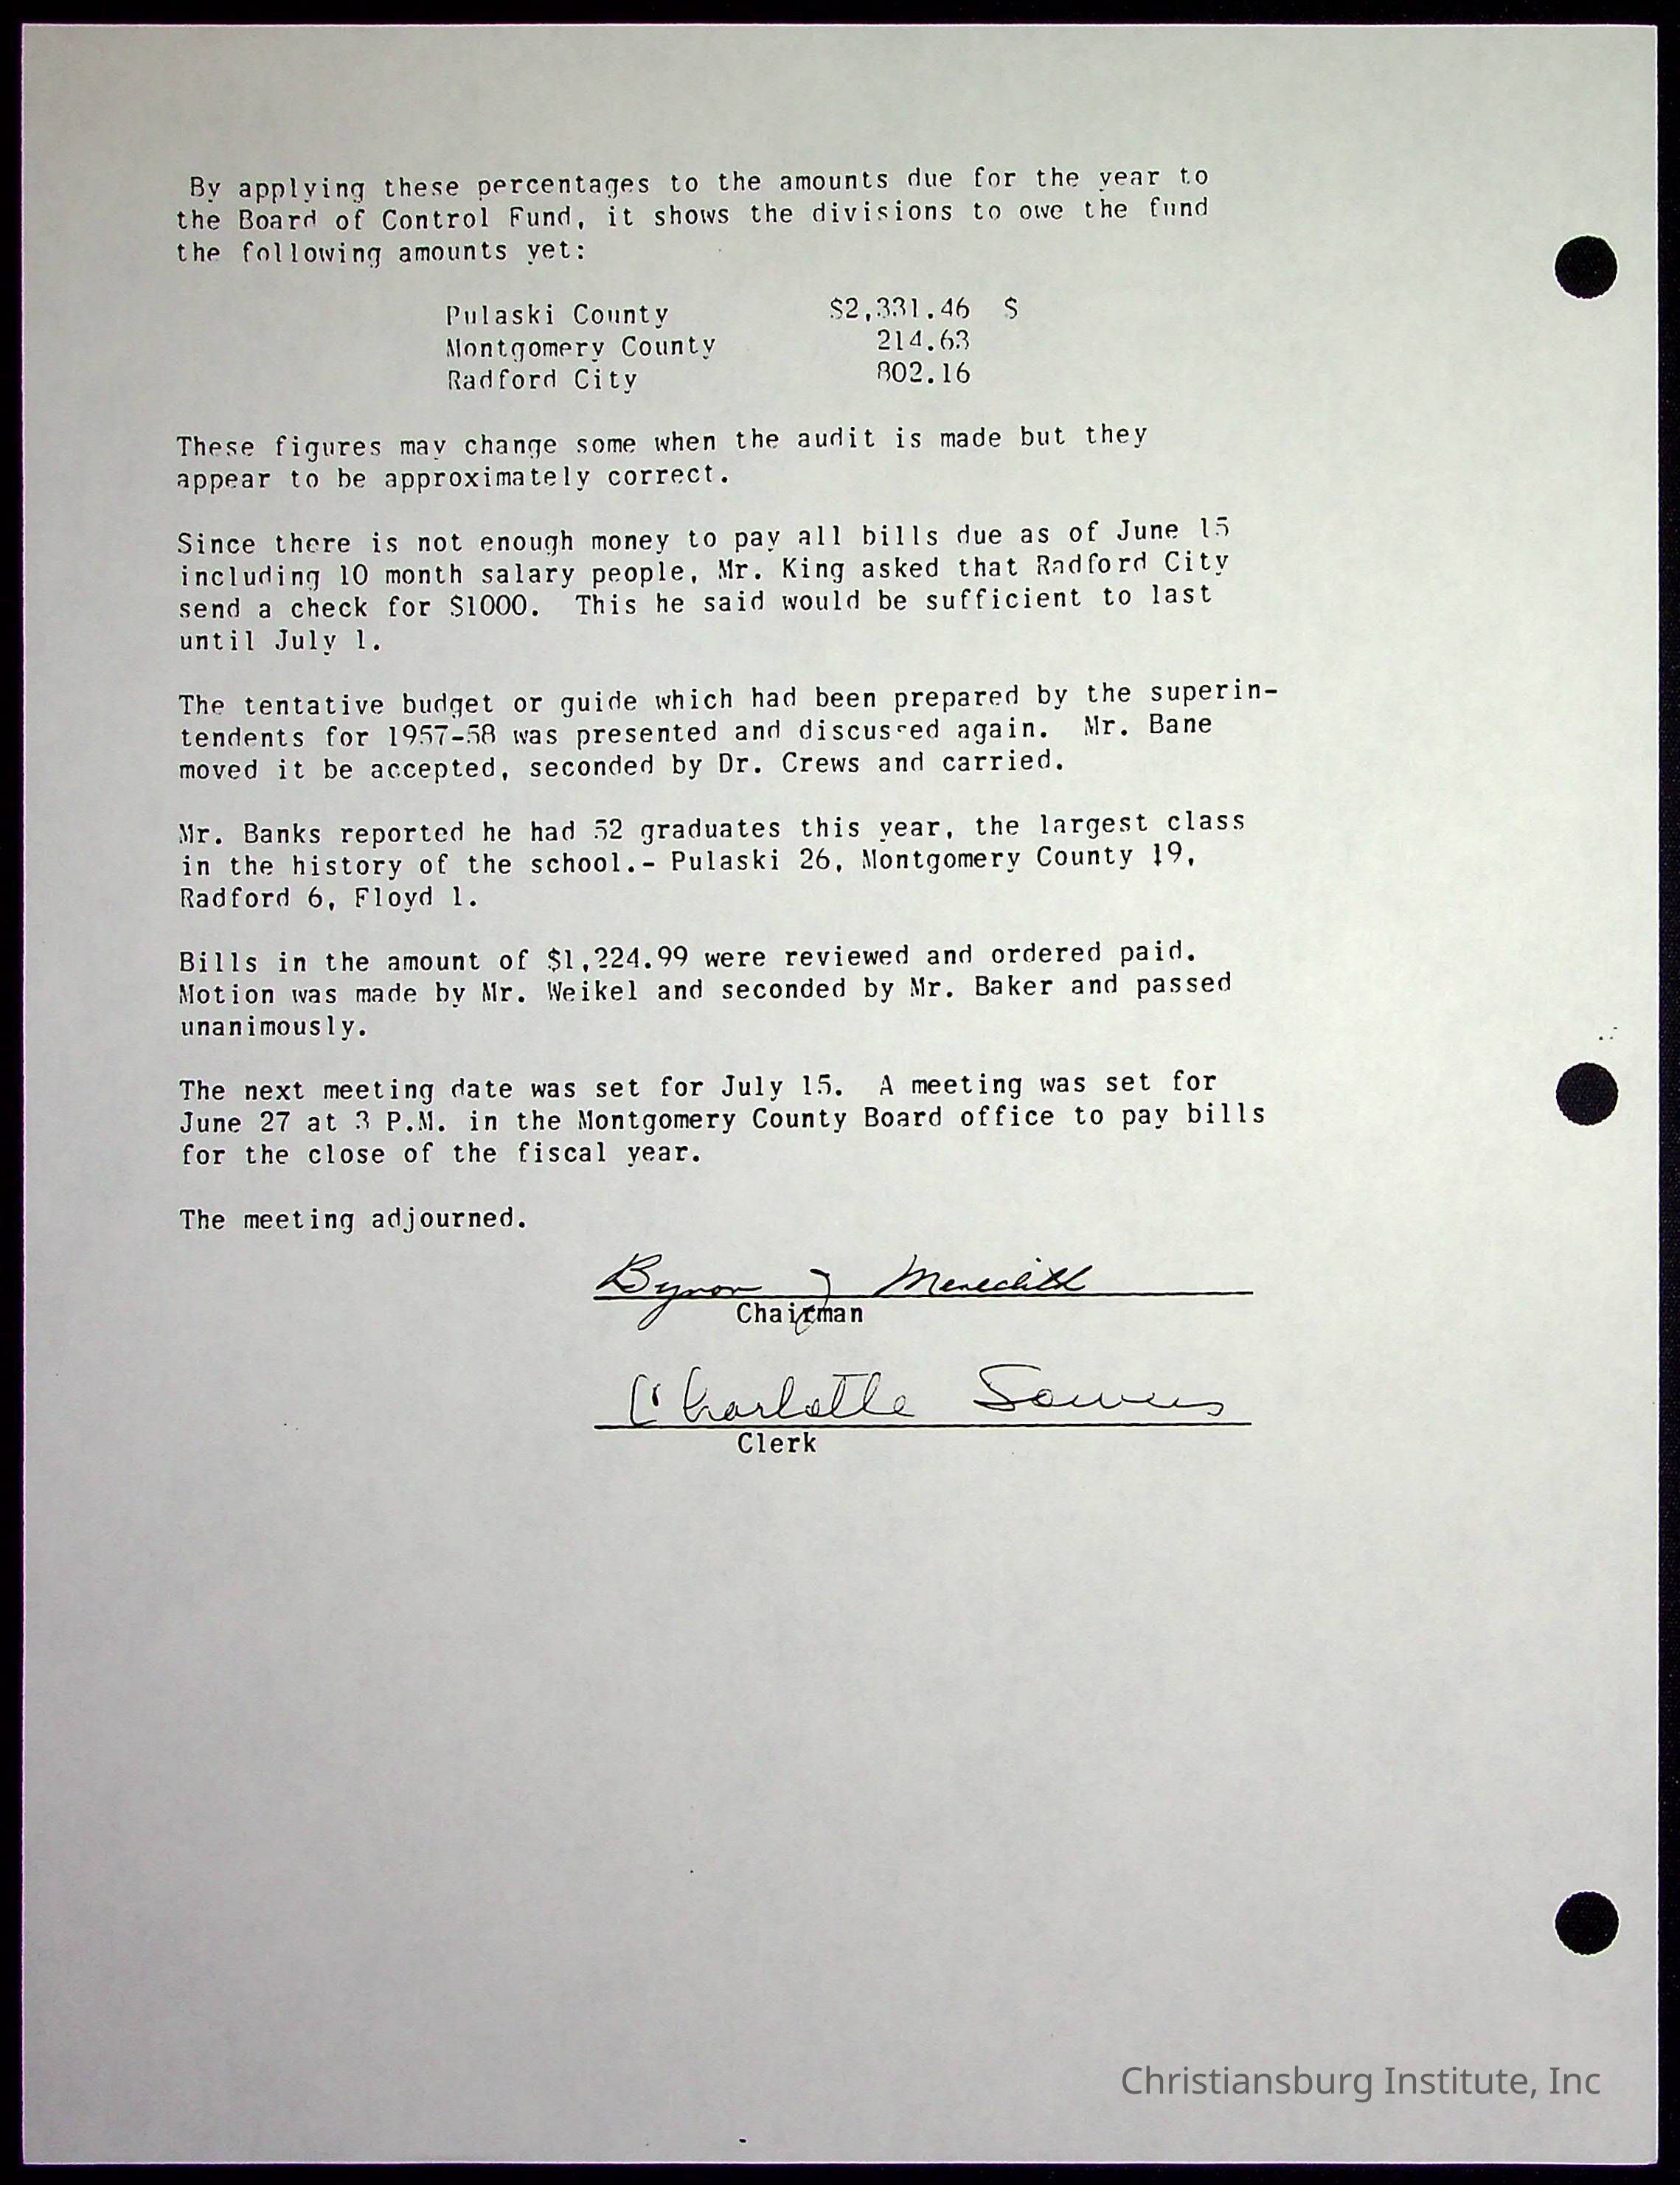 By applying these percentages to the amounts due for the year to
the Board of Control Fund, it shows the divisions to owe the fund
the following amounts yet:
Pulaski County $2,331.46 $
Montgomery County 214.63
Radford City 802.16
These figures may change some when the audit is made but they
appear to be approximately correct.
Since there is not enough money to pay all bills due as of June 15
including 10 month salary people, Mr. King asked that Radford City
send a check for $1000. This he said would be sufficient to last
until July 1.
The tentative budget or guide which had been prepared by the superin-
tendents for 1957-58 was presented and discussed again. Mr. Bane
moved it be accepted, seconded by Dr. Crews and carried.
Mr. Banks reported he had 52 graduates this year, the largest class
in the history of the school.- Pulaski 26, Montgomery County 19,
Radford 6, Floyd 1.
Bills in the amount of $1,224.99 were reviewed and ordered paid.
Motion was made by Mr. Weikel and seconded by Mr. Baker and passed
unanimously.
The next meeting date was set for July 15. A meeting was set for
June 27 at 3 P.M. in the Montgomery County Board office to pay bills
for the close of the fiscal year.
The meeting adjourned.
Byron J Meredith
Chairman
Charlotte Sowers
Clerk
Christiansburg Institute, Inc